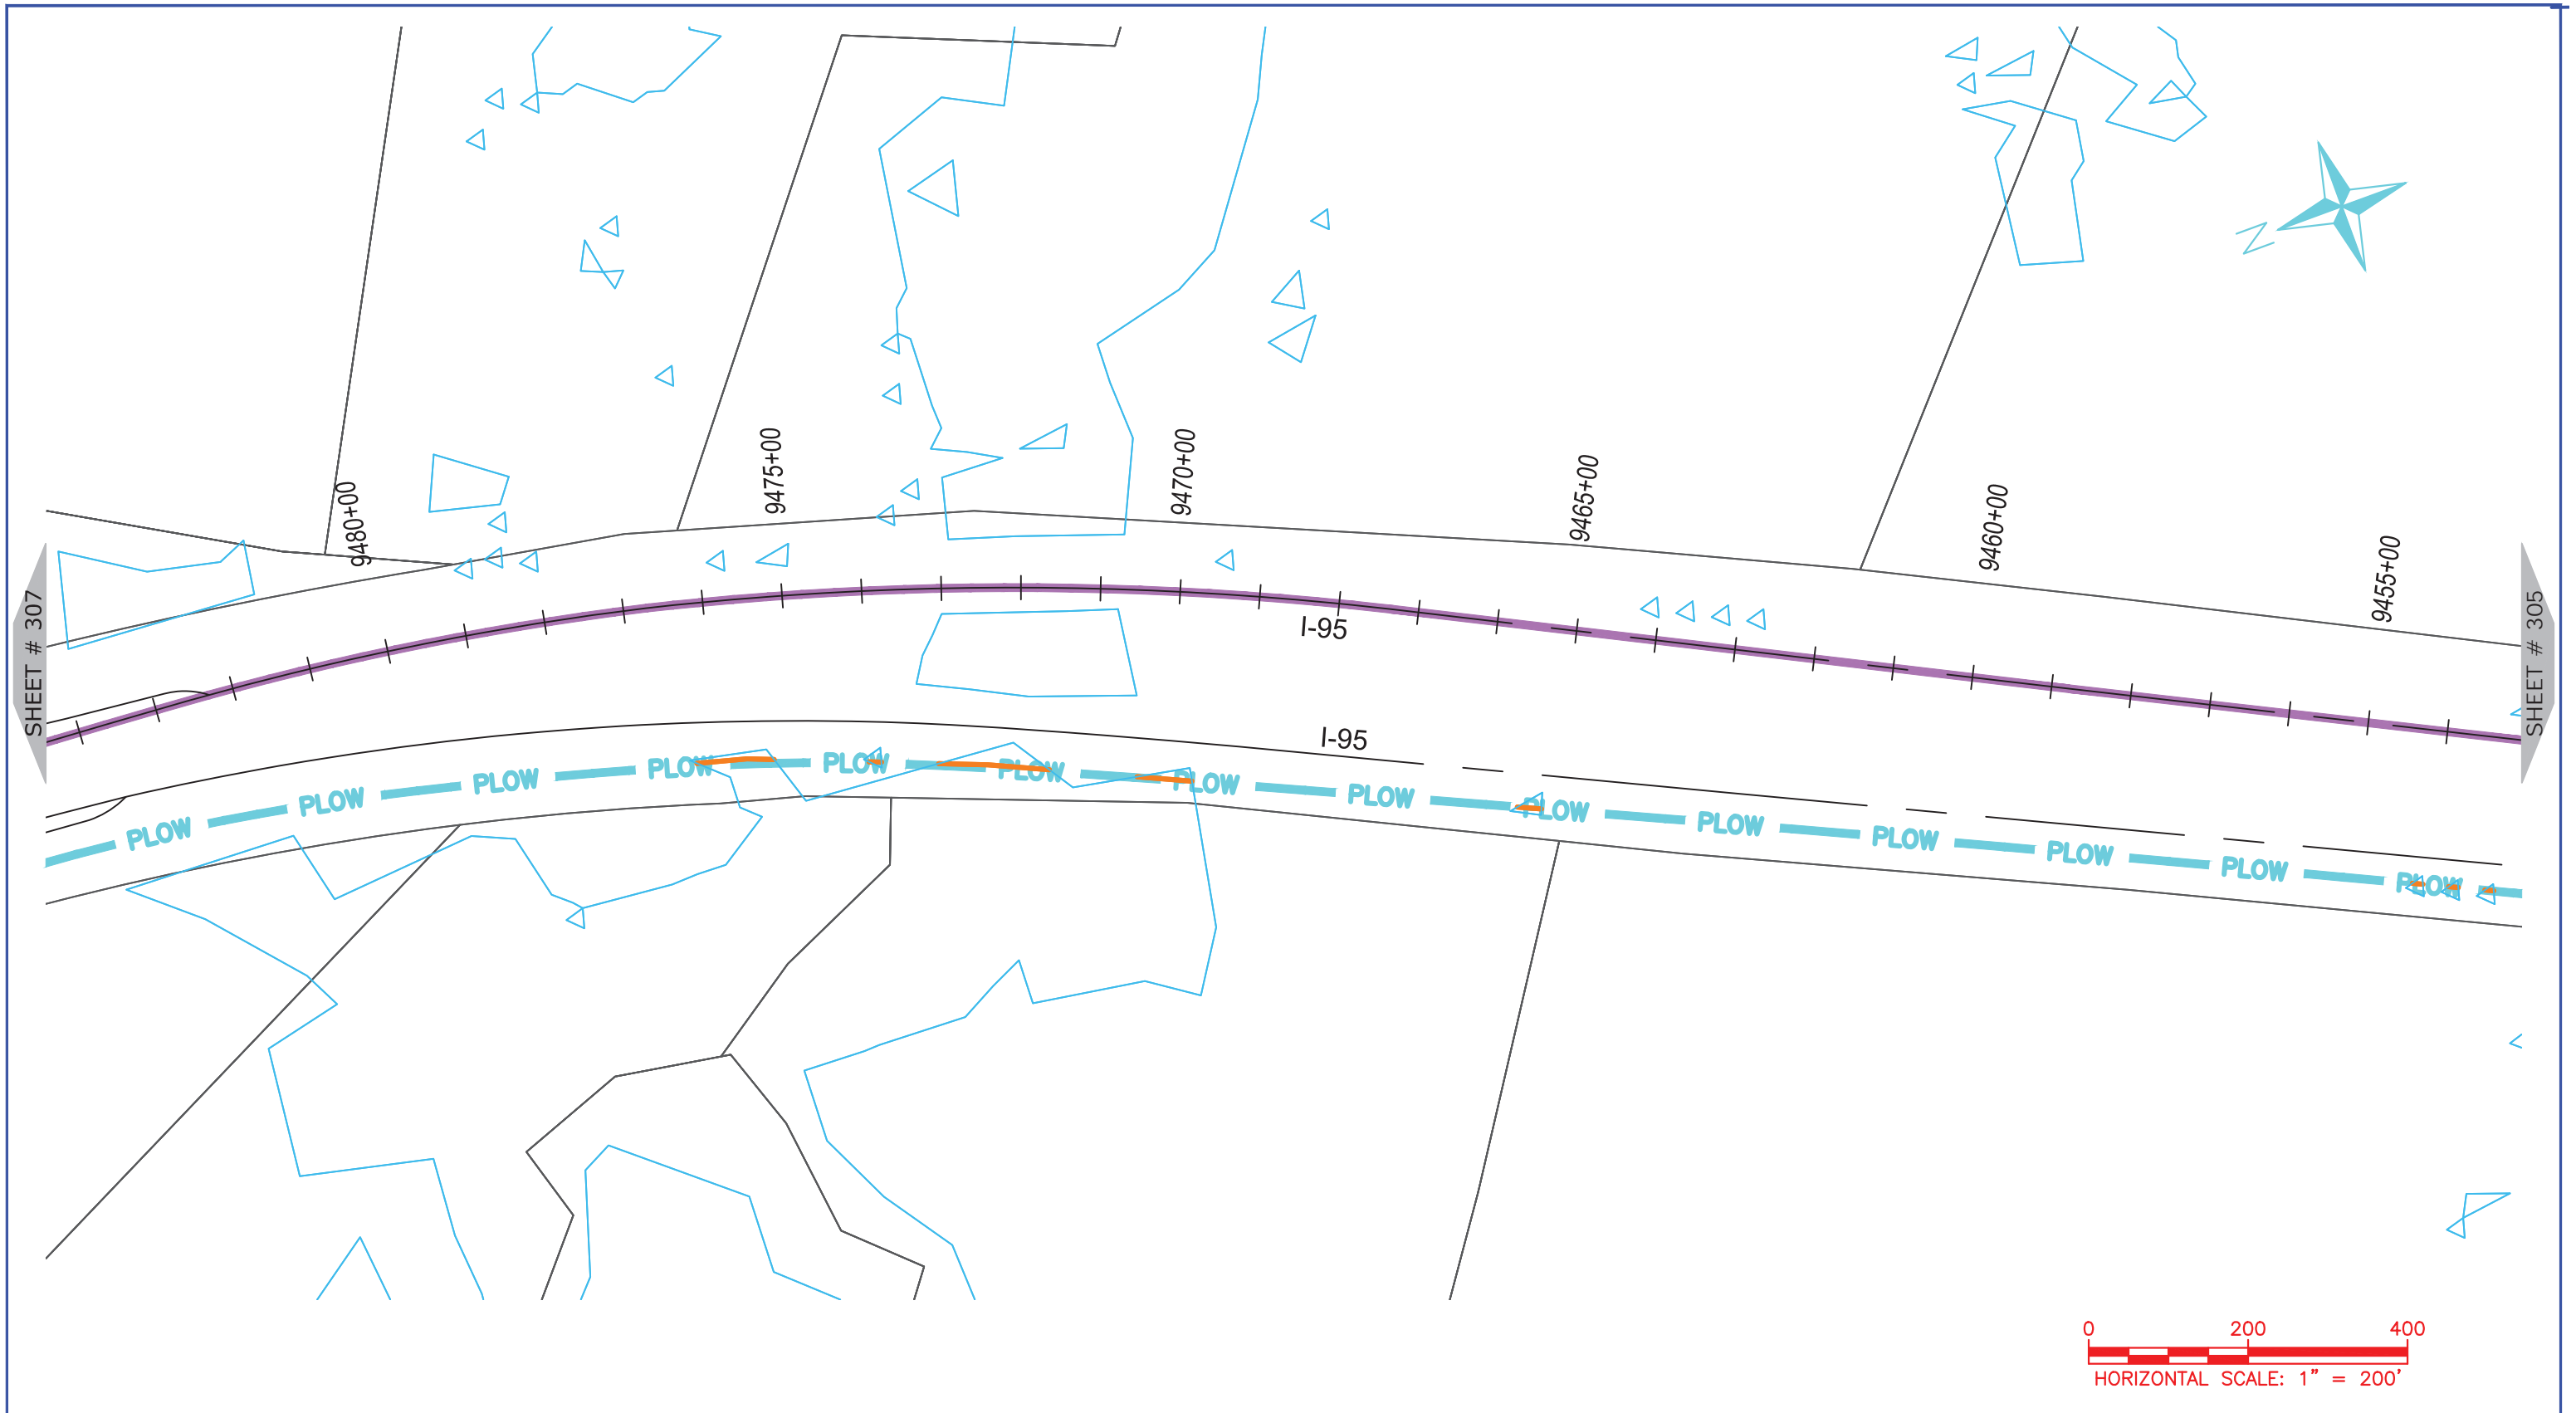 N
9480+00
9475+00
9470+00
9465+00
9460+00
9455+00
SHEET # 307
SHEET # 305
I-95
I-95
PLOW PLOW PLOW PLOW PLOW PLOW PLOW PLOW PLOW PLOW PLOW PLOW PLOW PLOW
0 200 400
HORIZONTAL SCALE: 1" = 200'